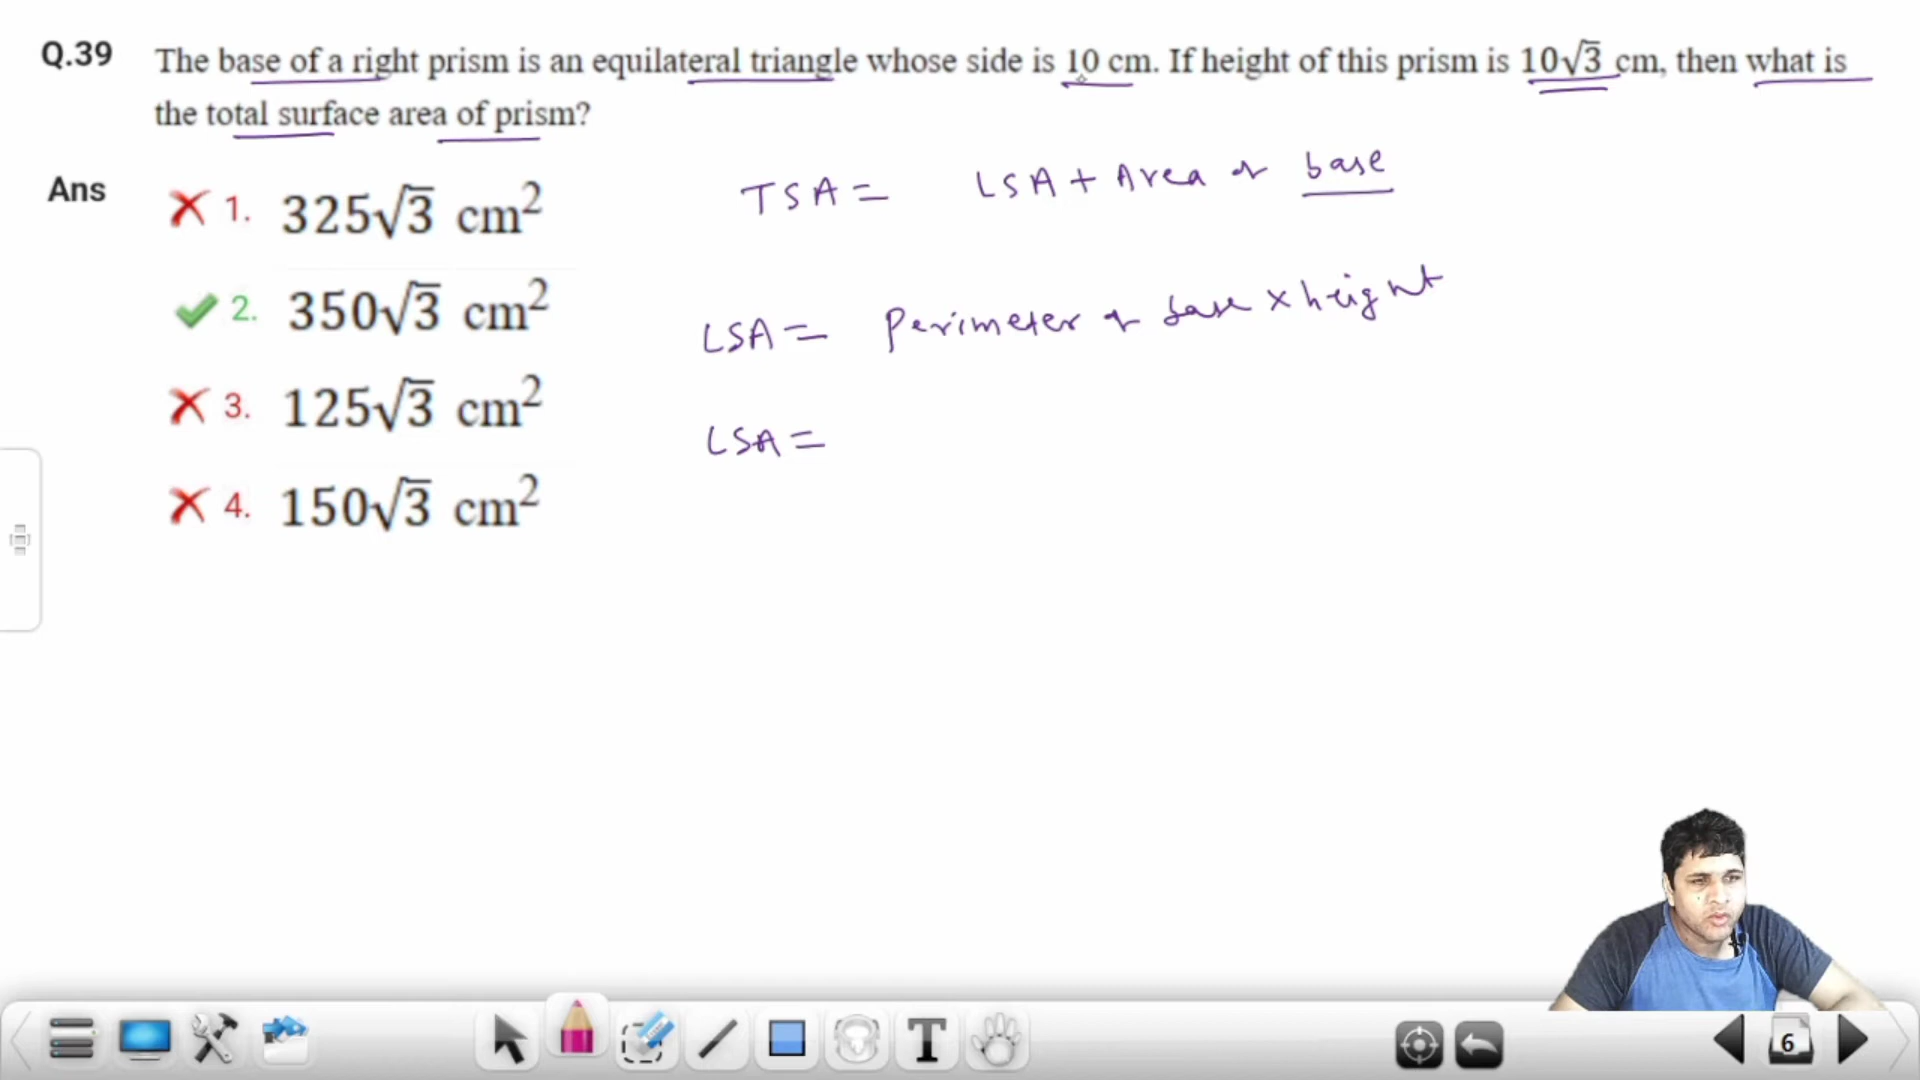 Q.39 The base of a right prism is an equilateral triangle whose side is 10 cm. If height of this prism is 10√3 cm, then what is
the total surface area of prism?
Ans
1. 325√3 cm²
2. 350√3 cm²
3. 125√3 cm²
4. 150√3 cm²
TSA = LSA + Area of base
LSA = Perimeter of base × height
LSA =
T
6